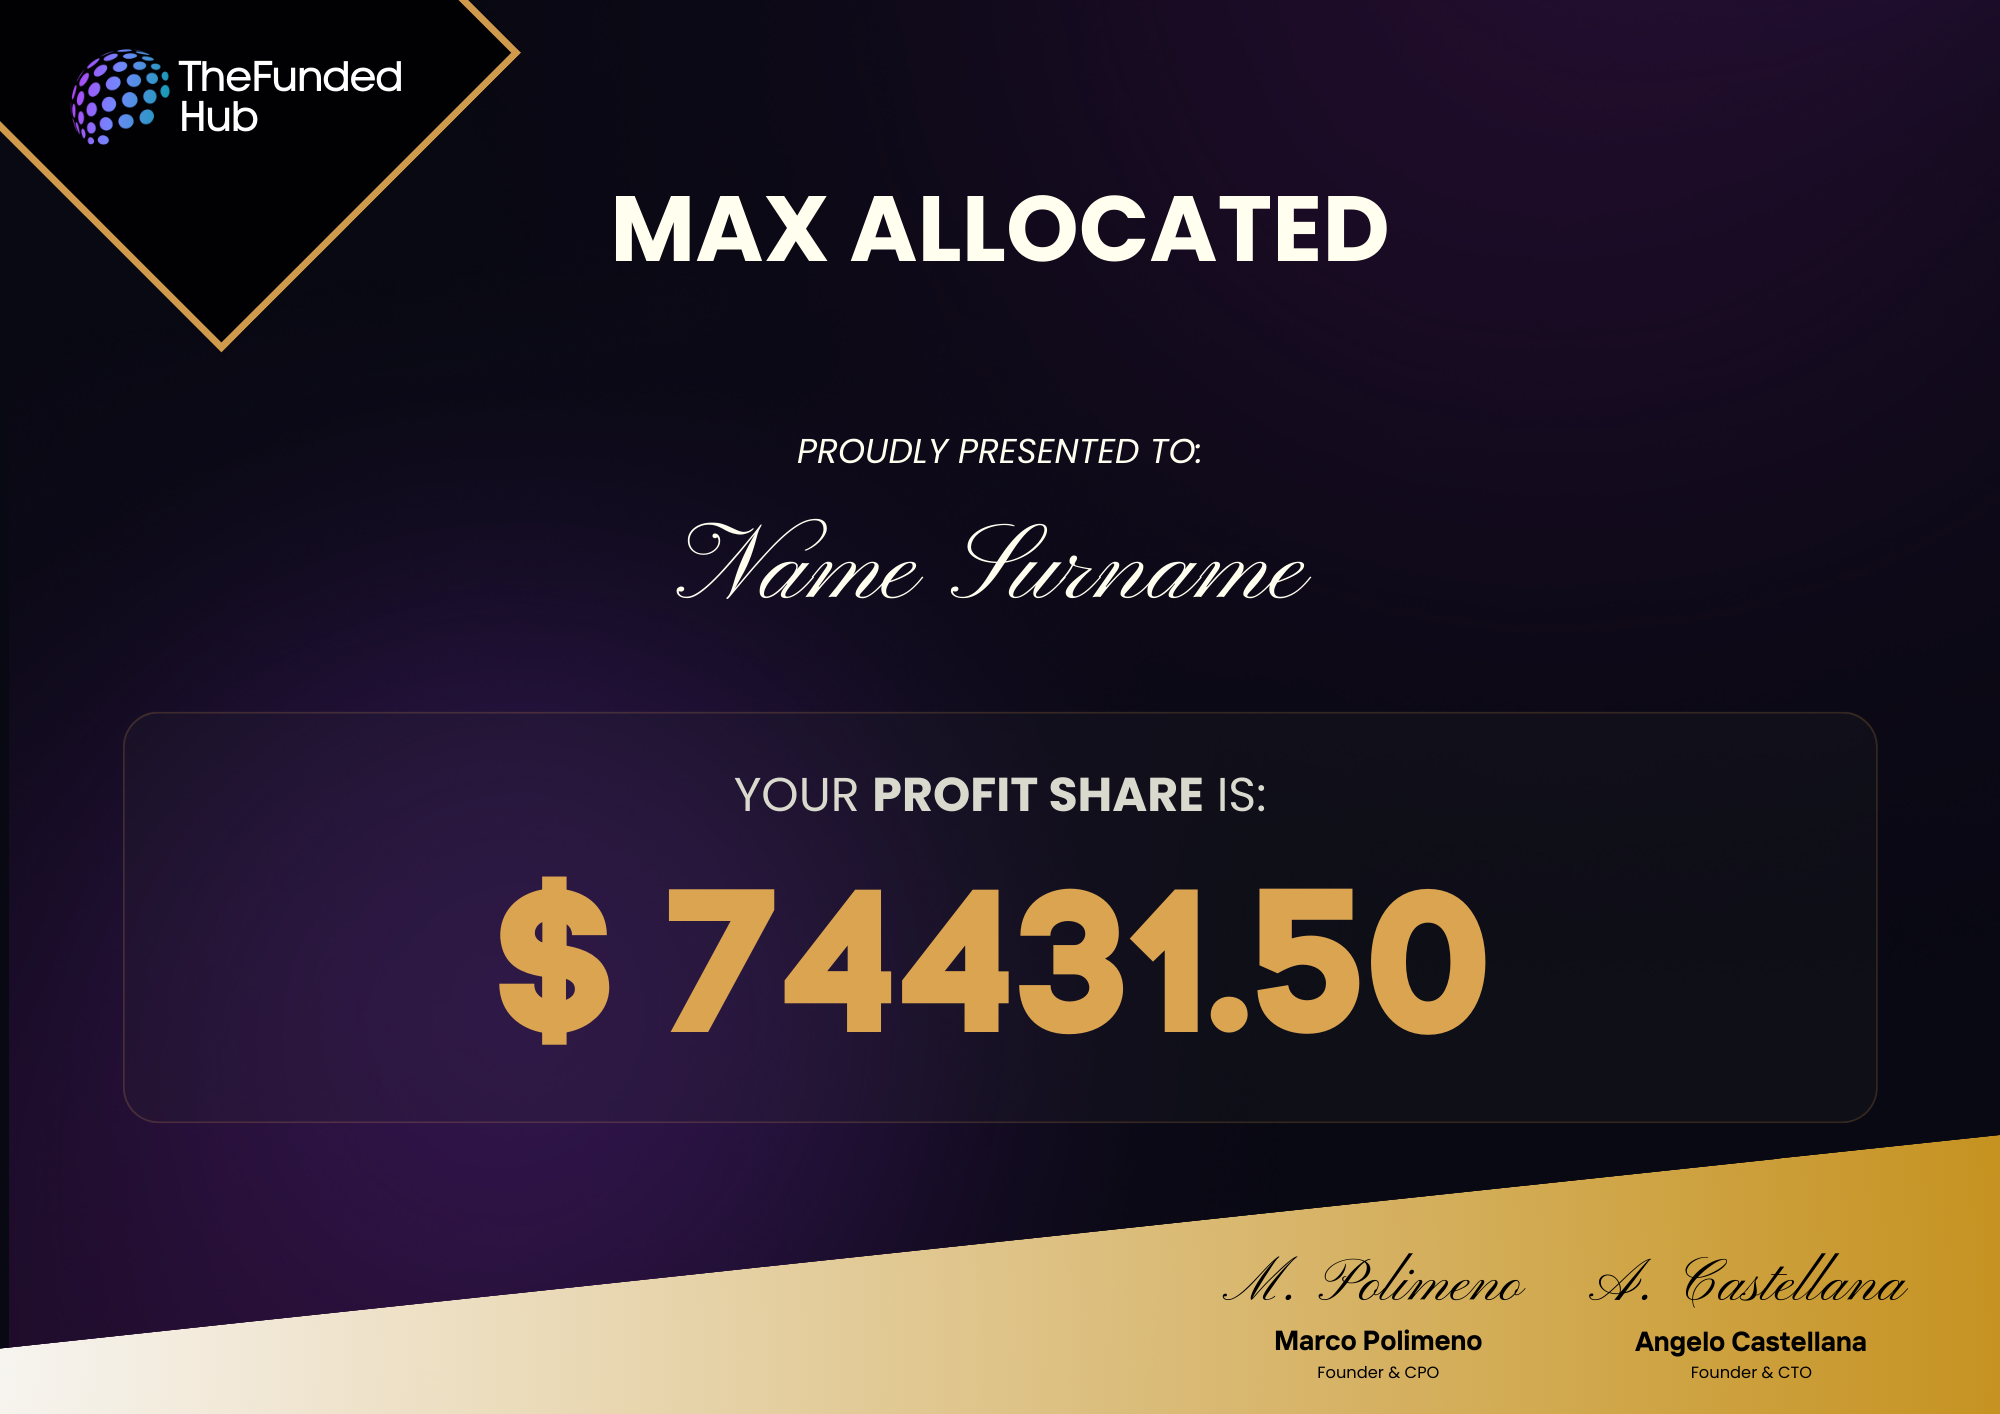 TheFunded
Hub
MAX ALLOCATED
PROUDLY PRESENTED TO:
Name Surname
YOUR PROFIT SHARE IS:
$ 74431.50
M. Polimeno A. Castellana
Marco Polimeno Angelo Castellana
Founder & CPO Founder & CTO